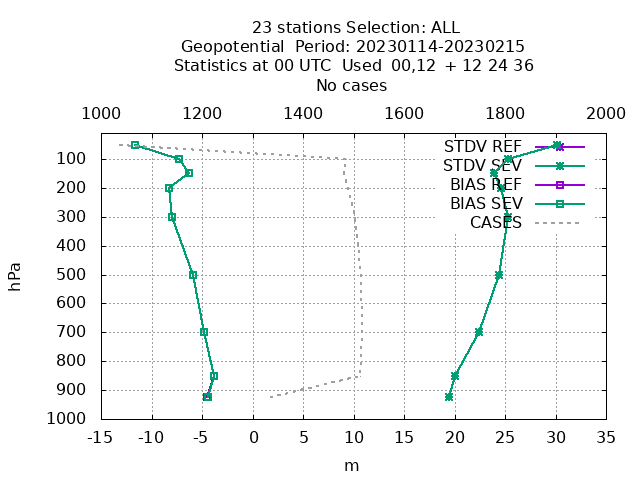 23 stations Selection: ALL
Geopotential  Period: 20230114-20230215
Statistics at 00 UTC  Used  00,12  + 12 24 36
No cases
1000 1200 1400 1600 1800 2000
STDV REF
STDV SEV
BIAS REF
BIAS SEV
CASES
100
200
300
400
500
600
700
800
900
1000
hPa
-15 -10 -5 0 5 10 15 20 25 30 35
m